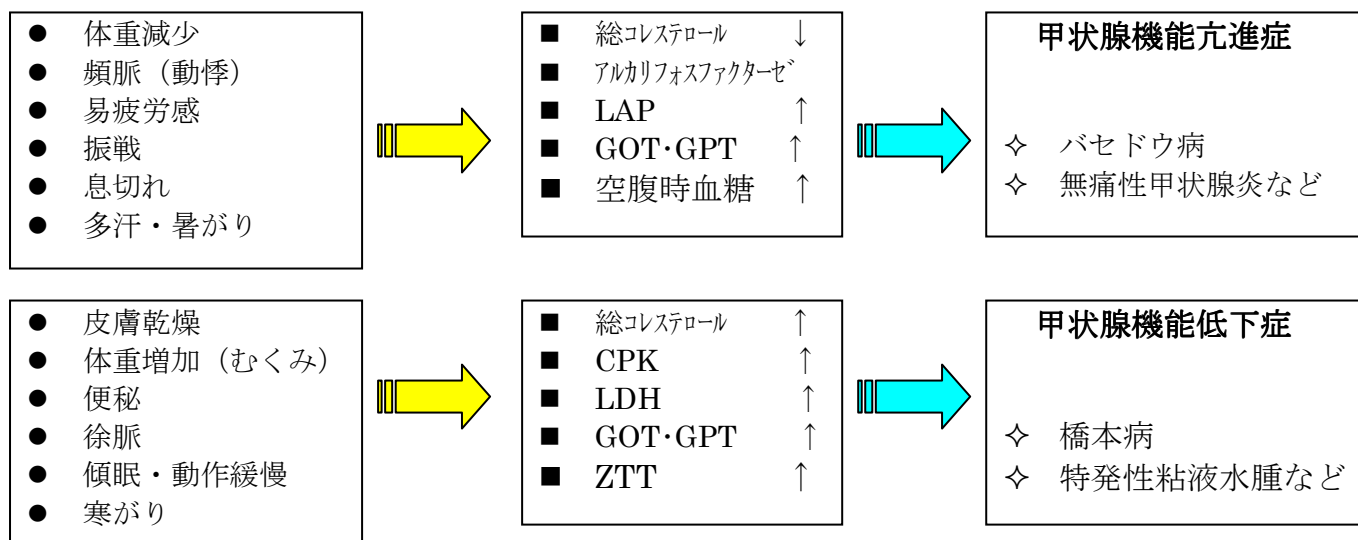 ● 体重減少
● 頻脈（動悸）
● 易疲労感
● 振戦
● 息切れ
● 多汗・暑がり
■ 総ｺﾚｽﾃﾛｰﾙ ↓
■ ｱﾙｶﾘﾌｫｽﾌｧｸﾀｰｾﾞ
■ LAP ↑
■ GOT・GPT ↑
■ 空腹時血糖 ↑
甲状腺機能亢進症
✧ バセドウ病
✧ 無痛性甲状腺炎など
● 皮膚乾燥
● 体重増加（むくみ）
● 便秘
● 徐脈
● 傾眠・動作緩慢
● 寒がり
■ 総ｺﾚｽﾃﾛｰﾙ ↑
■ CPK ↑
■ LDH ↑
■ GOT・GPT ↑
■ ZTT ↑
甲状腺機能低下症
✧ 橋本病
✧ 特発性粘液水腫など